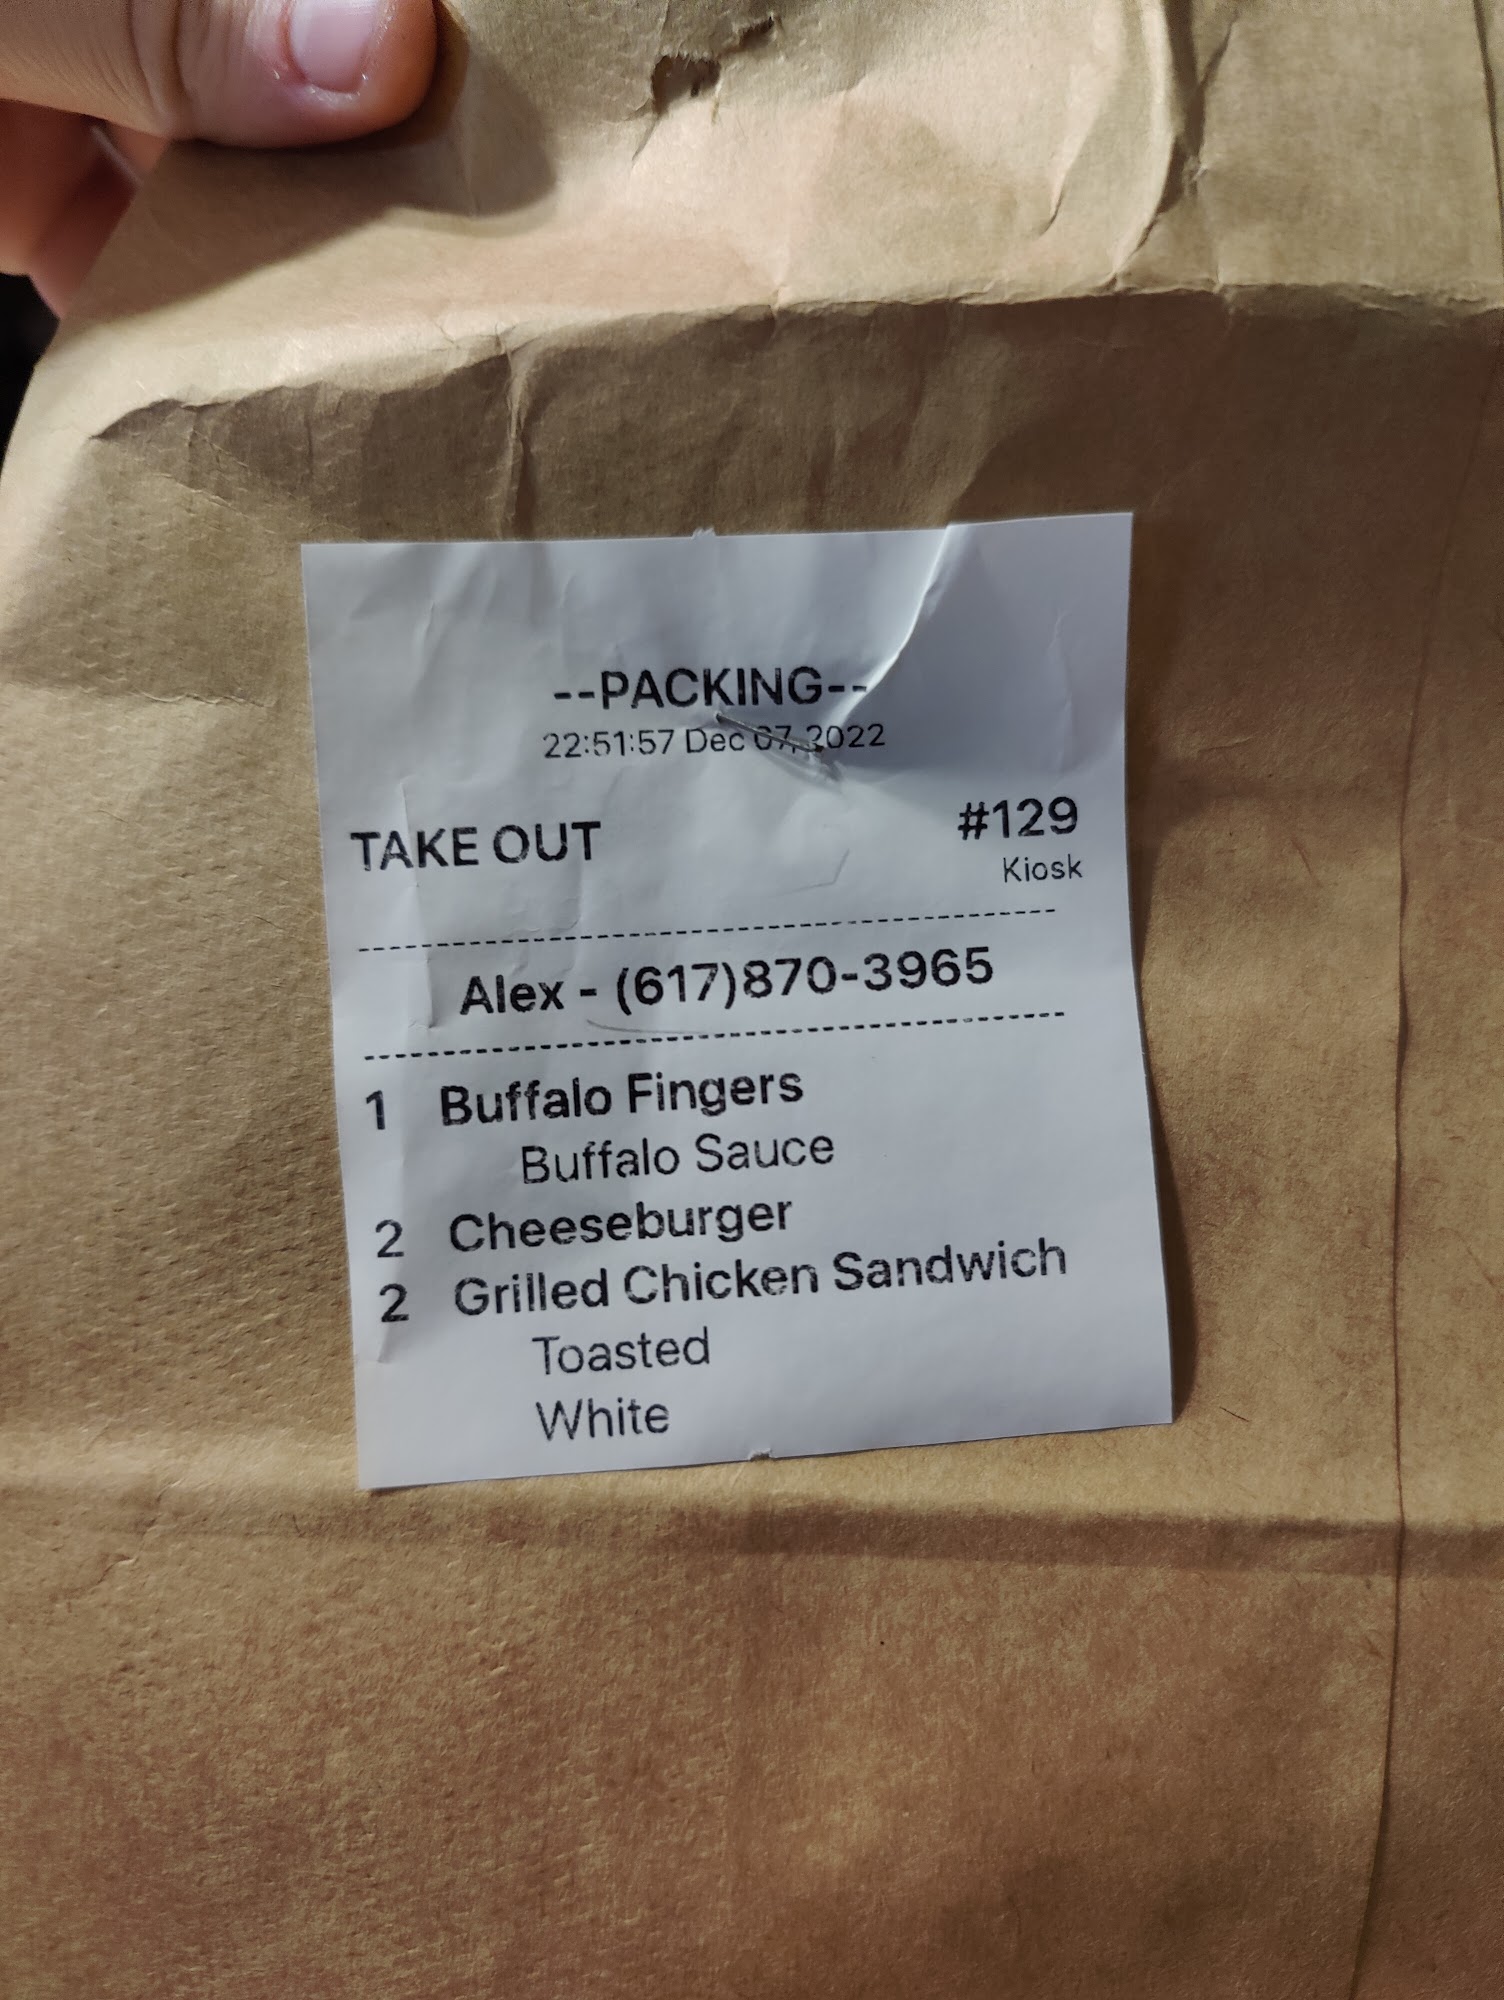 --PACKING--
22:51:57 Dec 07, 2022
TAKE OUT #129
Kiosk
Alex - (617)870-3965
1 Buffalo Fingers
Buffalo Sauce
2 Cheeseburger
2 Grilled Chicken Sandwich
Toasted
White